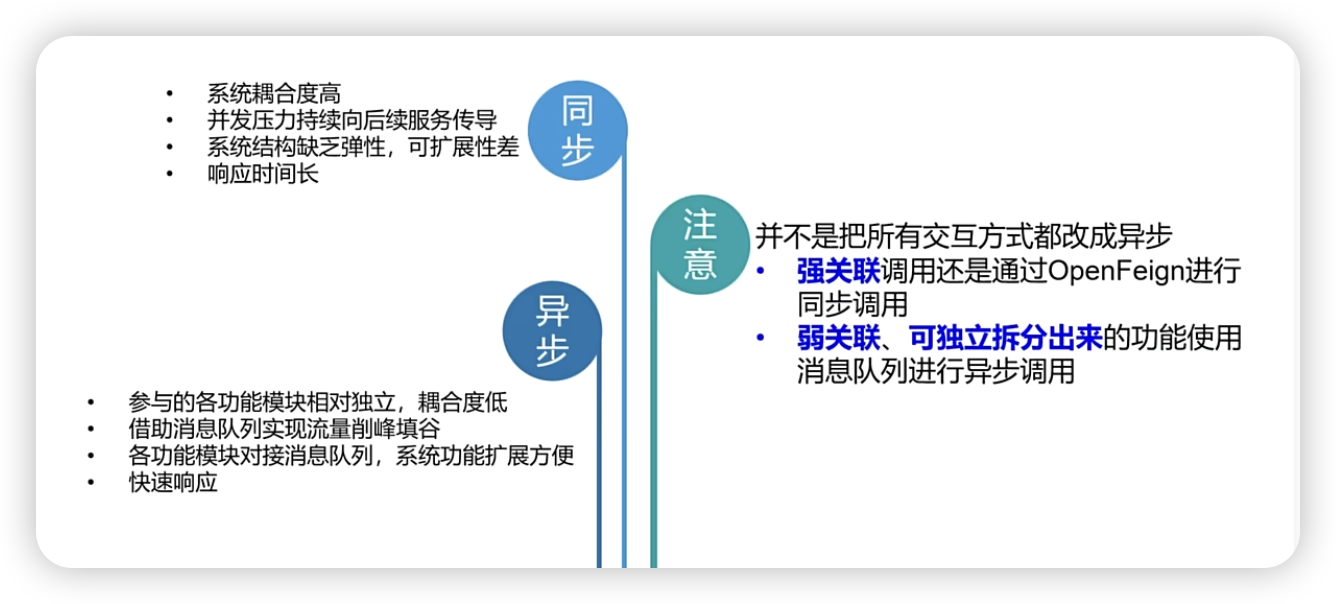 系统耦合度高
并发压力持续向后续服务传导
系统结构缺乏弹性，可扩展性差
响应时间长
同
步
注
意
并不是把所有交互方式都改成异步
强关联调用还是通过OpenFeign进行
同步调用
弱关联、可独立拆分出来的功能使用
消息队列进行异步调用
异
步
参与的各功能模块相对独立，耦合度低
借助消息队列实现流量削峰填谷
各功能模块对接消息队列，系统功能扩展方便
快速响应